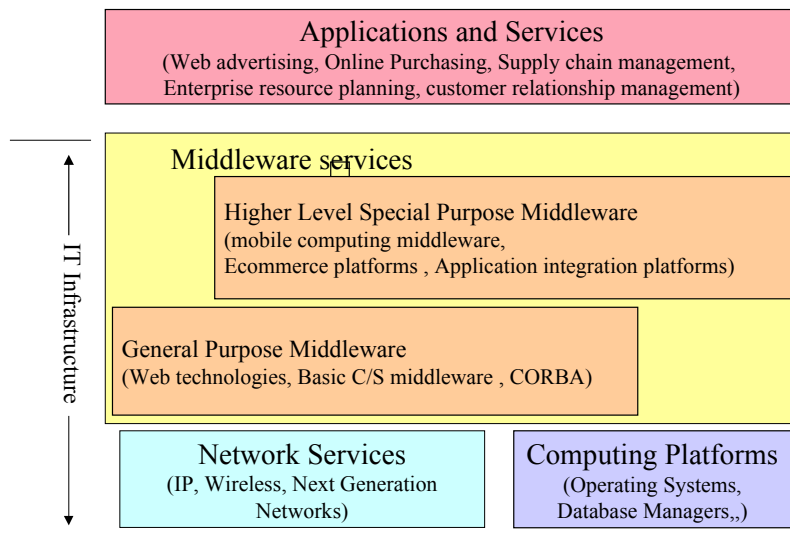 Applications and Services
(Web advertising, Online Purchasing, Supply chain management,
Enterprise resource planning, customer relationship management)
Middleware services
Higher Level Special Purpose Middleware
(mobile computing middleware,
Ecommerce platforms , Application integration platforms)
IT Infrastructure
General Purpose Middleware
(Web technologies, Basic C/S middleware , CORBA)
Network Services
(IP, Wireless, Next Generation
Networks)
Computing Platforms
(Operating Systems,
Database Managers,,)